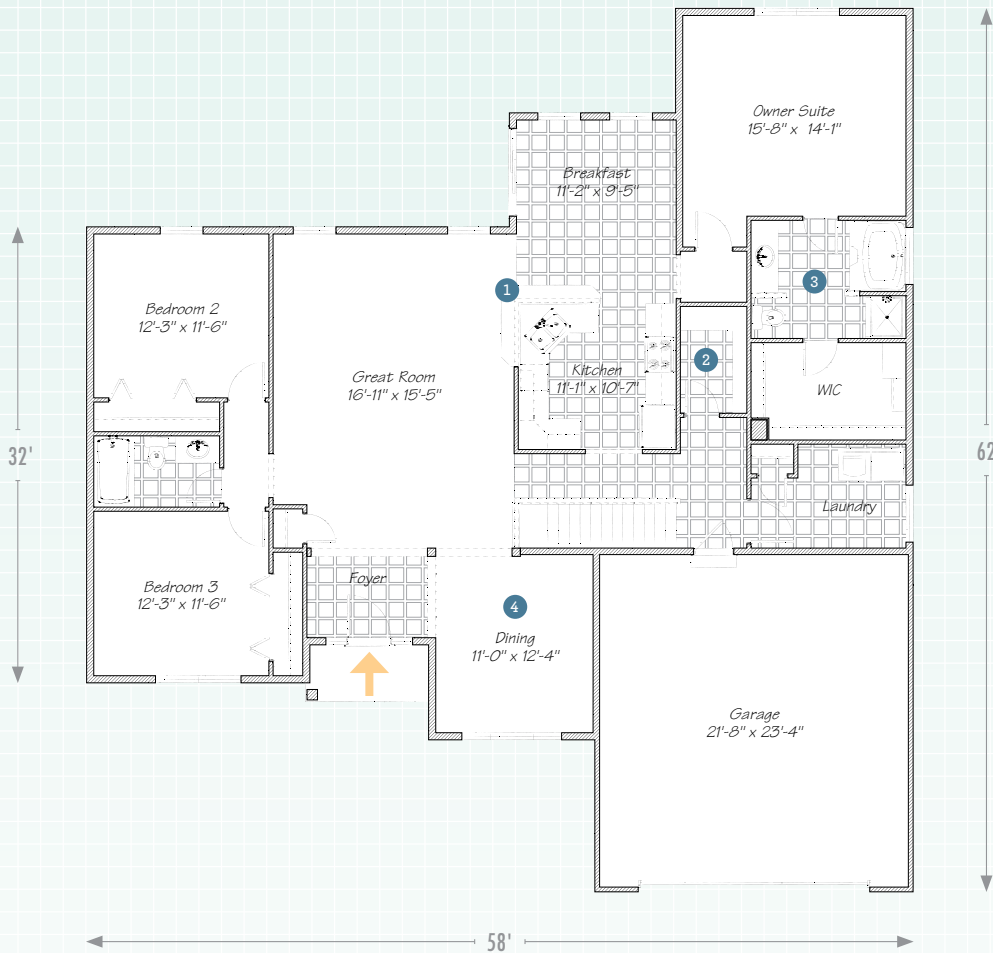 Owner Suite
15'-8" x 14'-1"
Breakfast
11'-2" x 9'-5"
3
1
Bedroom 2
12'-3" x 11'-6"
2
Great Room
16'-11" x 15'-5"
Kitchen
11'-1" x 10'-7"
WIC
32'
62
Laundry
Foyer
Bedroom 3
12'-3" x 11'-6"
4
Dining
11'-0" x 12'-4"
Garage
21'-8" x 23'-4"
58'